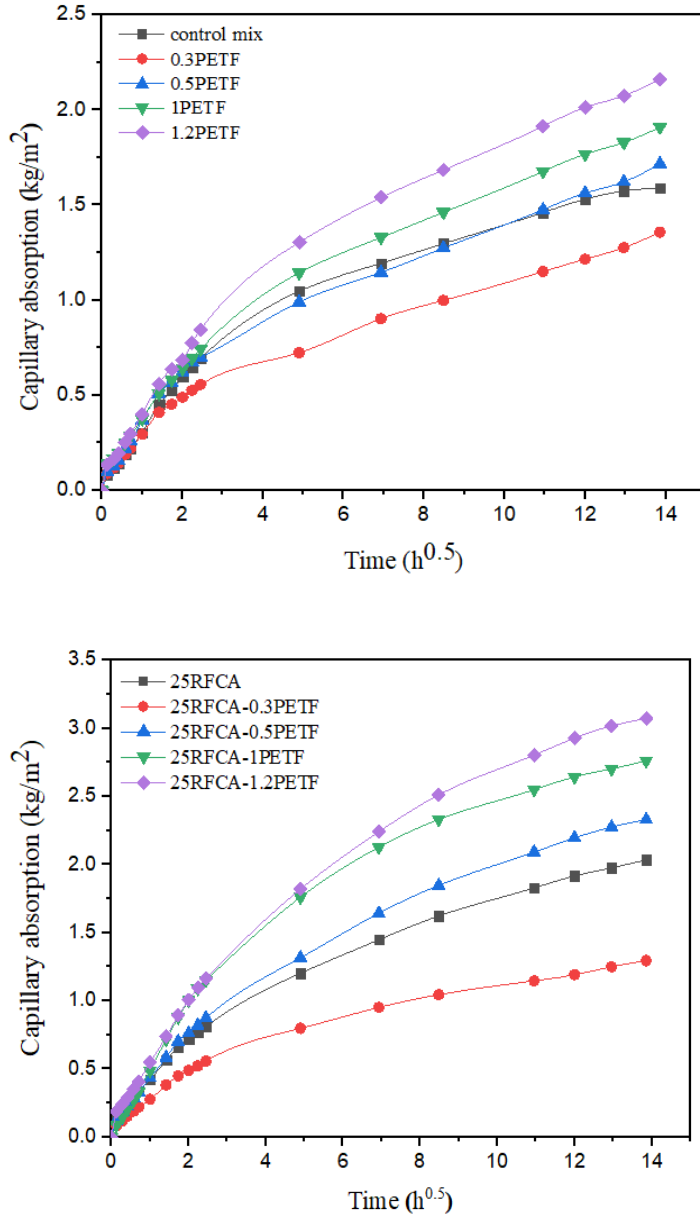 2.5
control mix
0.3PETF
0.5PETF
1PETF
1.2PETF
2.0
1.5
1.0
0.5
0.0
Capillary absorption (kg/m²)
0 2 4 6 8 10 12 14
Time (h^0.5)
3.5
25RFCA
25RFCA-0.3PETF
25RFCA-0.5PETF
25RFCA-1PETF
25RFCA-1.2PETF
3.0
2.5
2.0
1.5
1.0
0.5
0.0
Capillary absorption (kg/m²)
0 2 4 6 8 10 12 14
Time (h^0.5)